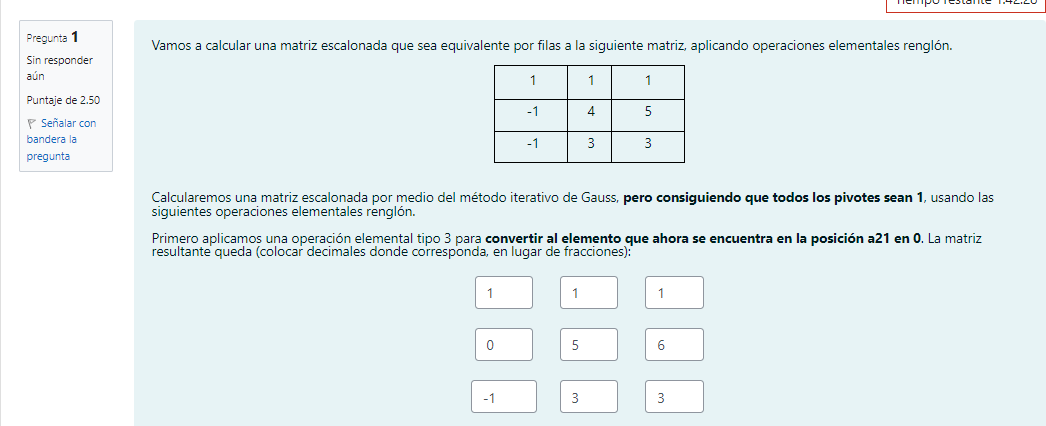 Tiempo restante 1:42:20
Pregunta 1
Sin responder
aún
Puntaje de 2.50
Señalar con
bandera la
pregunta
Vamos a calcular una matriz escalonada que sea equivalente por filas a la siguiente matriz, aplicando operaciones elementales renglón.
1 1 1
-1 4 5
-1 3 3
Calcularemos una matriz escalonada por medio del método iterativo de Gauss, pero consiguiendo que todos los pivotes sean 1, usando las
siguientes operaciones elementales renglón.
Primero aplicamos una operación elemental tipo 3 para convertir al elemento que ahora se encuentra en la posición a21 en 0. La matriz
resultante queda (colocar decimales donde corresponda, en lugar de fracciones):
1 1 1
0 5 6
-1 3 3